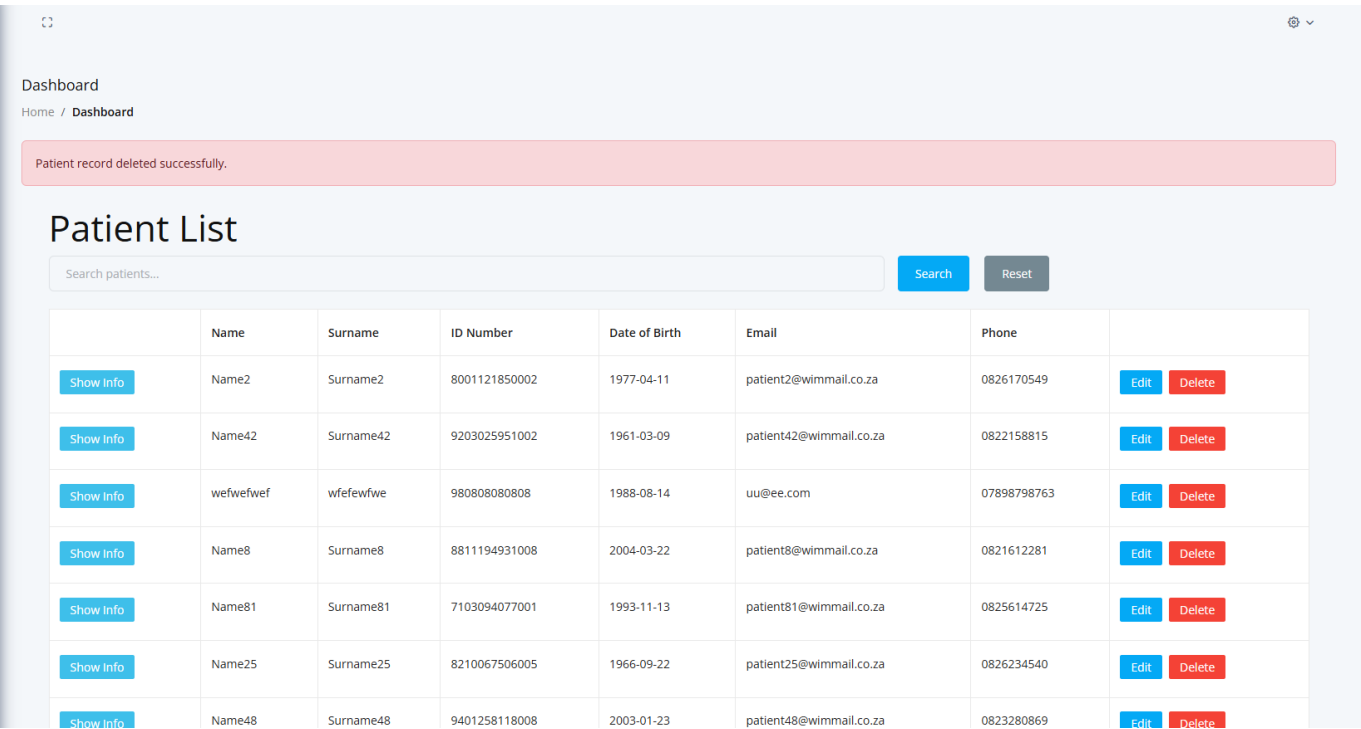 Dashboard
Home / Dashboard
Patient record deleted successfully.
Patient List
Search patients... Search Reset
Name Surname ID Number Date of Birth Email Phone
Show Info Name2 Surname2 8001121850002 1977-04-11 patient2@wimmail.co.za 0826170549 Edit Delete
Show Info Name42 Surname42 9203025951002 1961-03-09 patient42@wimmail.co.za 0822158815 Edit Delete
Show Info wefwefwef wfefewfwe 980808080808 1988-08-14 uu@ee.com 07898798763 Edit Delete
Show Info Name8 Surname8 8811194931008 2004-03-22 patient8@wimmail.co.za 0821612281 Edit Delete
Show Info Name81 Surname81 7103094077001 1993-11-13 patient81@wimmail.co.za 0825614725 Edit Delete
Show Info Name25 Surname25 8210067506005 1966-09-22 patient25@wimmail.co.za 0826234540 Edit Delete
Show Info Name48 Surname48 9401258118008 2003-01-23 patient48@wimmail.co.za 0823280869 Edit Delete